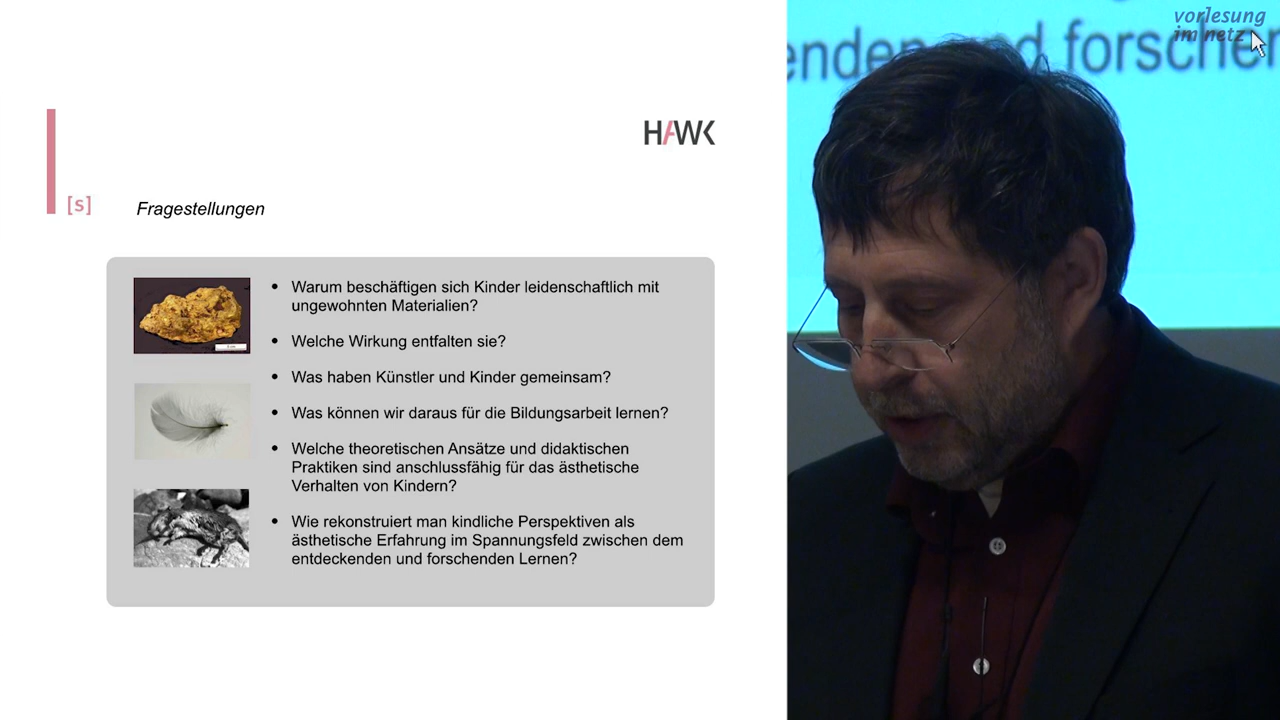 HAWK
[s]
Fragestellungen
• Warum beschäftigen sich Kinder leidenschaftlich mit
ungewohnten Materialien?
• Welche Wirkung entfalten sie?
• Was haben Künstler und Kinder gemeinsam?
• Was können wir daraus für die Bildungsarbeit lernen?
• Welche theoretischen Ansätze und didaktischen
Praktiken sind anschlussfähig für das ästhetische
Verhalten von Kindern?
• Wie rekonstruiert man kindliche Perspektiven als
ästhetische Erfahrung im Spannungsfeld zwischen dem
entdeckenden und forschenden Lernen?
vorlesung
im netz
enden und forschen